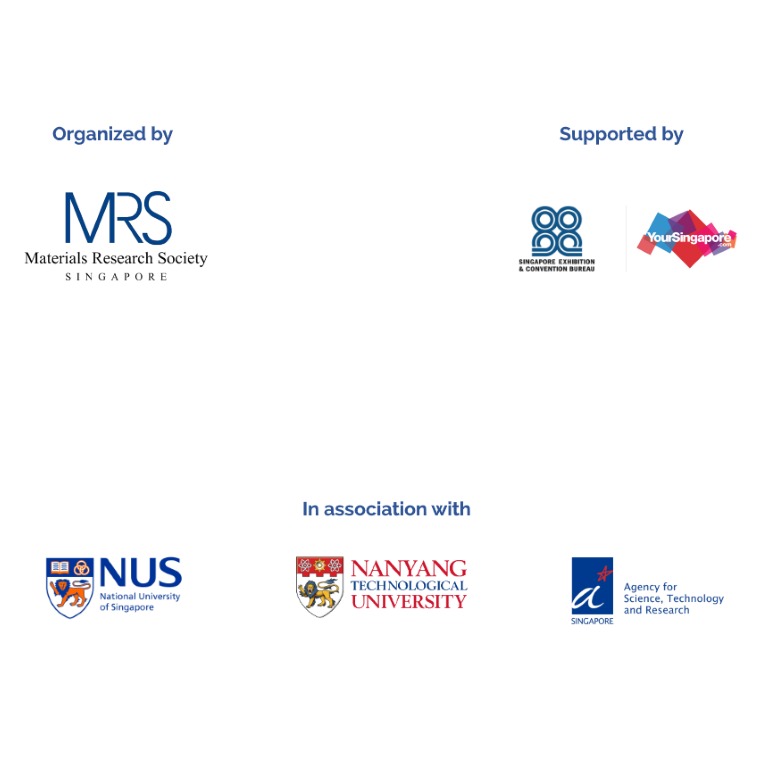 Organized by
Supported by
MRS
Materials Research Society
SINGAPORE
SINGAPORE EXHIBITION
& CONVENTION BUREAU
YourSingapore
.com
In association with
NUS
National University
of Singapore
NANYANG
TECHNOLOGICAL
UNIVERSITY
a
SINGAPORE
Agency for
Science, Technology
and Research